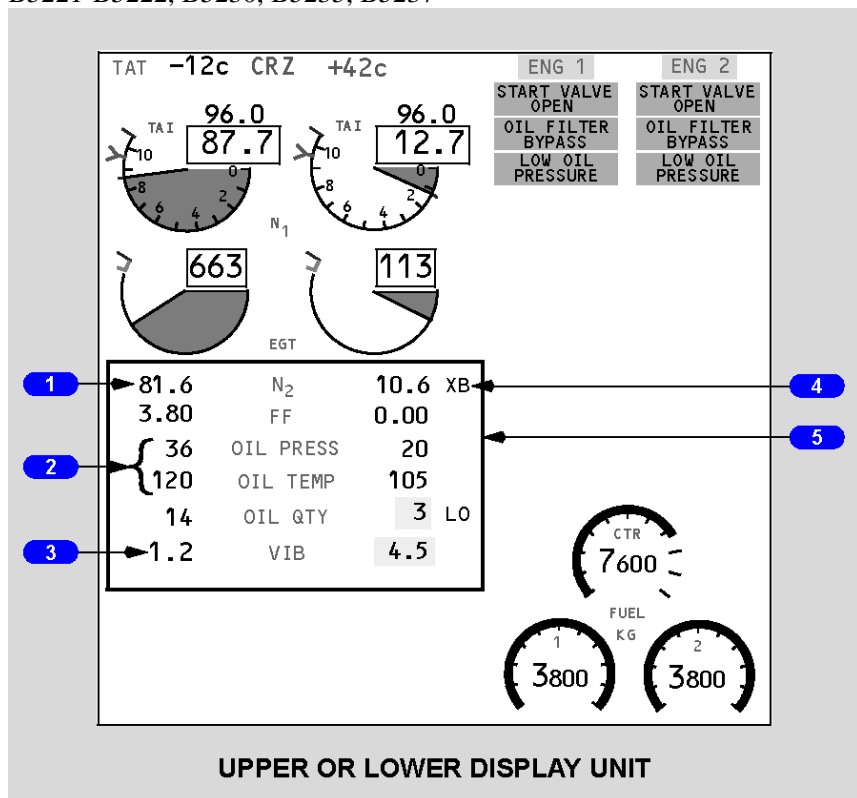 TAT -12c CRZ +42c
ENG 1 ENG 2
START VALVE OPEN START VALVE OPEN
OIL FILTER BYPASS OIL FILTER BYPASS
LOW OIL PRESSURE LOW OIL PRESSURE
96.0 96.0
TAI 87.7 TAI 12.7
10 8 6 4 2 0 10 8 6 4 2 0
N1
663 113
EGT
1 81.6 N2 10.6 XB 4
3.80 FF 0.00
5
2 36 OIL PRESS 20
120 OIL TEMP 105
14 OIL QTY 3 LO
3 1.2 VIB 4.5
CTR
7600
FUEL
KG
1 2
3800 3800
UPPER OR LOWER DISPLAY UNIT